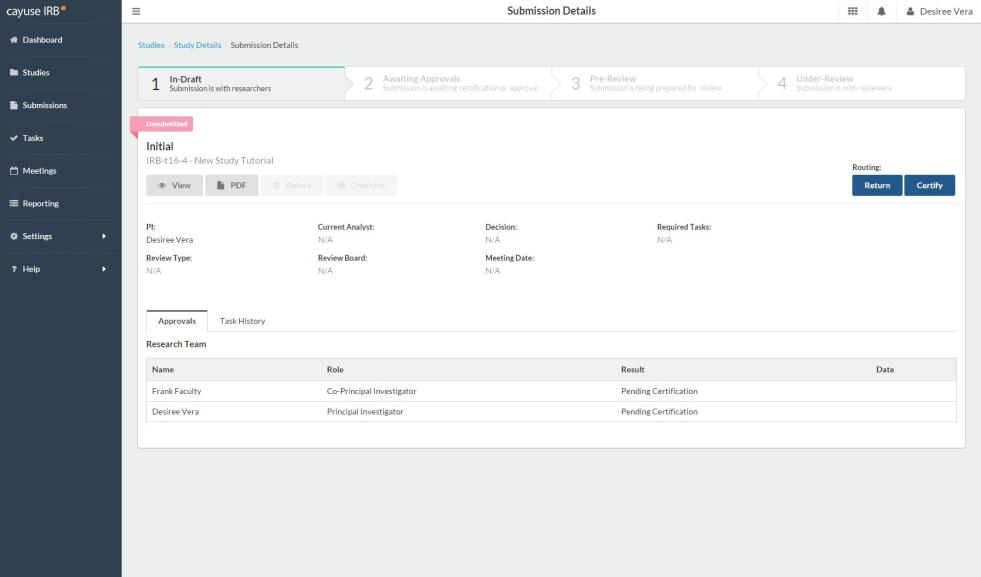 cayuse IRB
Submission Details
Desiree Vera
Dashboard
Studies
Submissions
Tasks
Meetings
Reporting
Settings
? Help
Studies / Study Details / Submission Details
1 In-Draft
Submission is with researchers
2 Awaiting Approvals
Submission is awaiting certification or approval
3 Pre-Review
Submission is being prepared for review
4 Under-Review
Submission is with reviewers
Unsubmitted
Initial
IRB-t16-4 - New Study Tutorial
View PDF Delete Checklist
Routing:
Return Certify
PI: Current Analyst: Decision: Required Tasks:
Desiree Vera N/A N/A N/A
Review Type: Review Board: Meeting Date:
N/A N/A N/A
Approvals Task History
Research Team
Name Role Result Date
Frank Faculty Co-Principal Investigator Pending Certification
Desiree Vera Principal Investigator Pending Certification